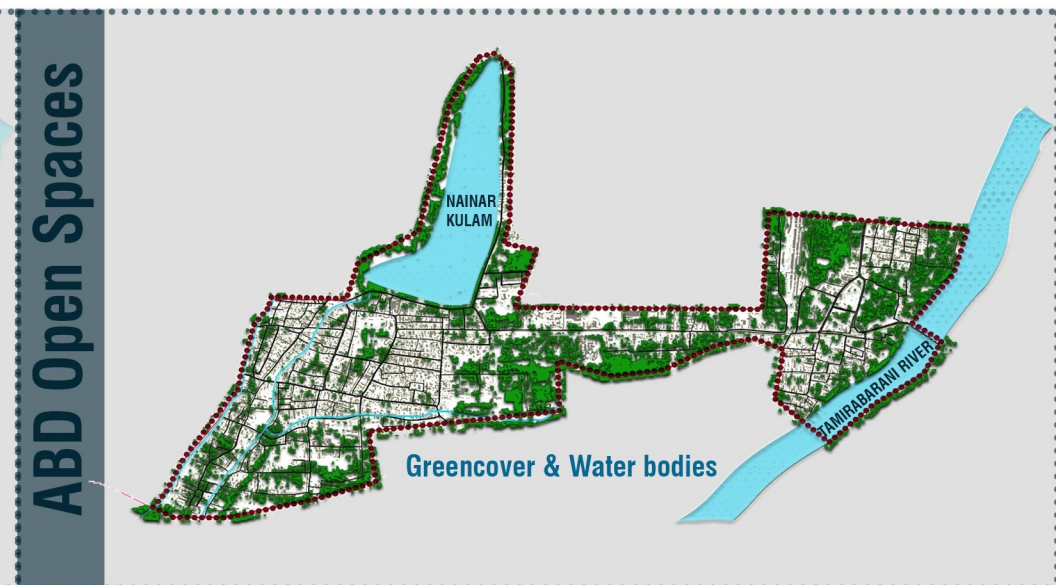 ABD Open Spaces
NAINAR
KULAM
TAMIRABARANI RIVER
Greencover & Water bodies